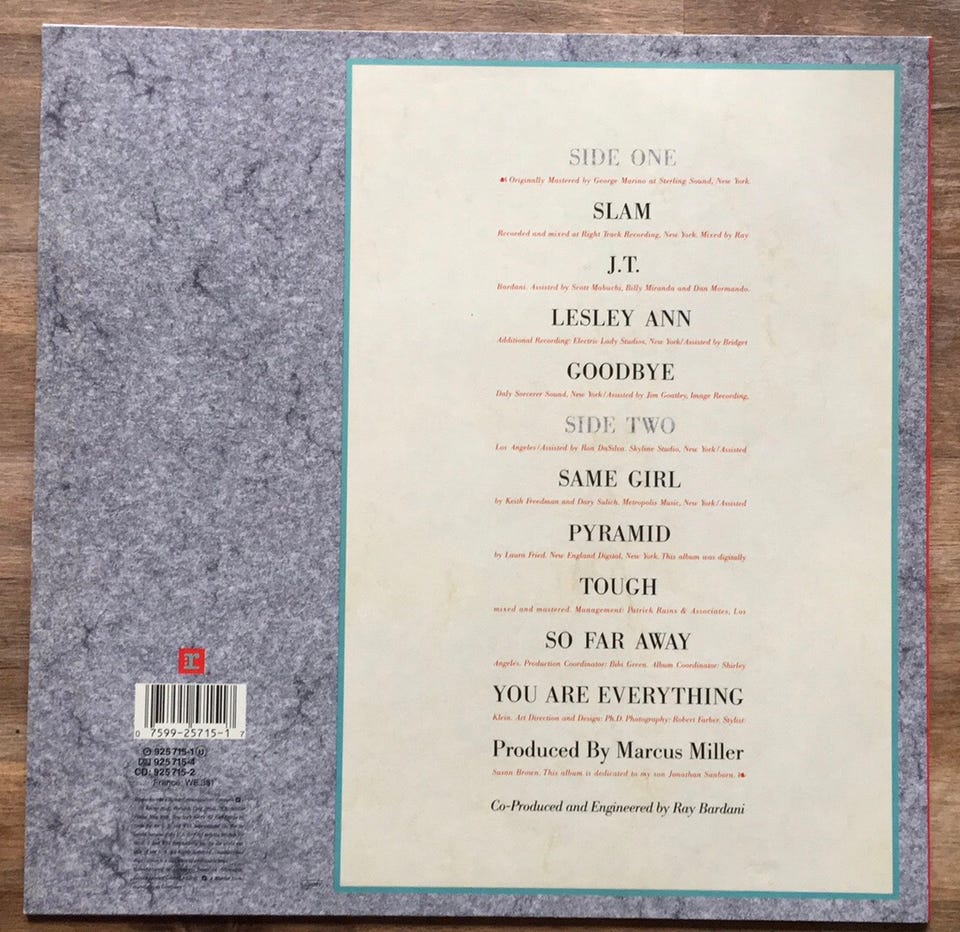 SIDE ONE
Originally Mastered by George Marino at Sterling Sound, New York.
SLAM
Recorded and mixed at Right Track Recording, New York. Mixed by Ray
J.T.
Bardani. Assisted by Scott Mabuchi, Billy Miranda and Dan Mormando.
LESLEY ANN
Additional Recording: Electric Lady Studios, New York/Assisted by Bridget
GOODBYE
Daly Sorcerer Sound, New York/Assisted by Jim Goatley, Image Recording,
SIDE TWO
Los Angeles/Assisted by Ron DaSilva. Skyline Studio, New York/Assisted
SAME GIRL
by Keith Freedman and Dary Sulich. Metropolis Music, New York/Assisted
PYRAMID
by Laura Fried. New England Digital, New York. This album was digitally
TOUGH
mixed and mastered. Management: Patrick Rains & Associates, Los
SO FAR AWAY
Angeles. Production Coordinator: Bibi Green. Album Coordinator: Shirley
YOU ARE EVERYTHING
Klein. Art Direction and Design: Ph.D. Photography: Robert Farber. Stylist:
Produced By Marcus Miller
Susan Brown. This album is dedicated to my son Jonathan Sanborn.
Co-Produced and Engineered by Ray Bardani
r
0 7599-25715-1 7
925 715-1 (U)
925 715-4
CD: 925 715-2
France: WE 381